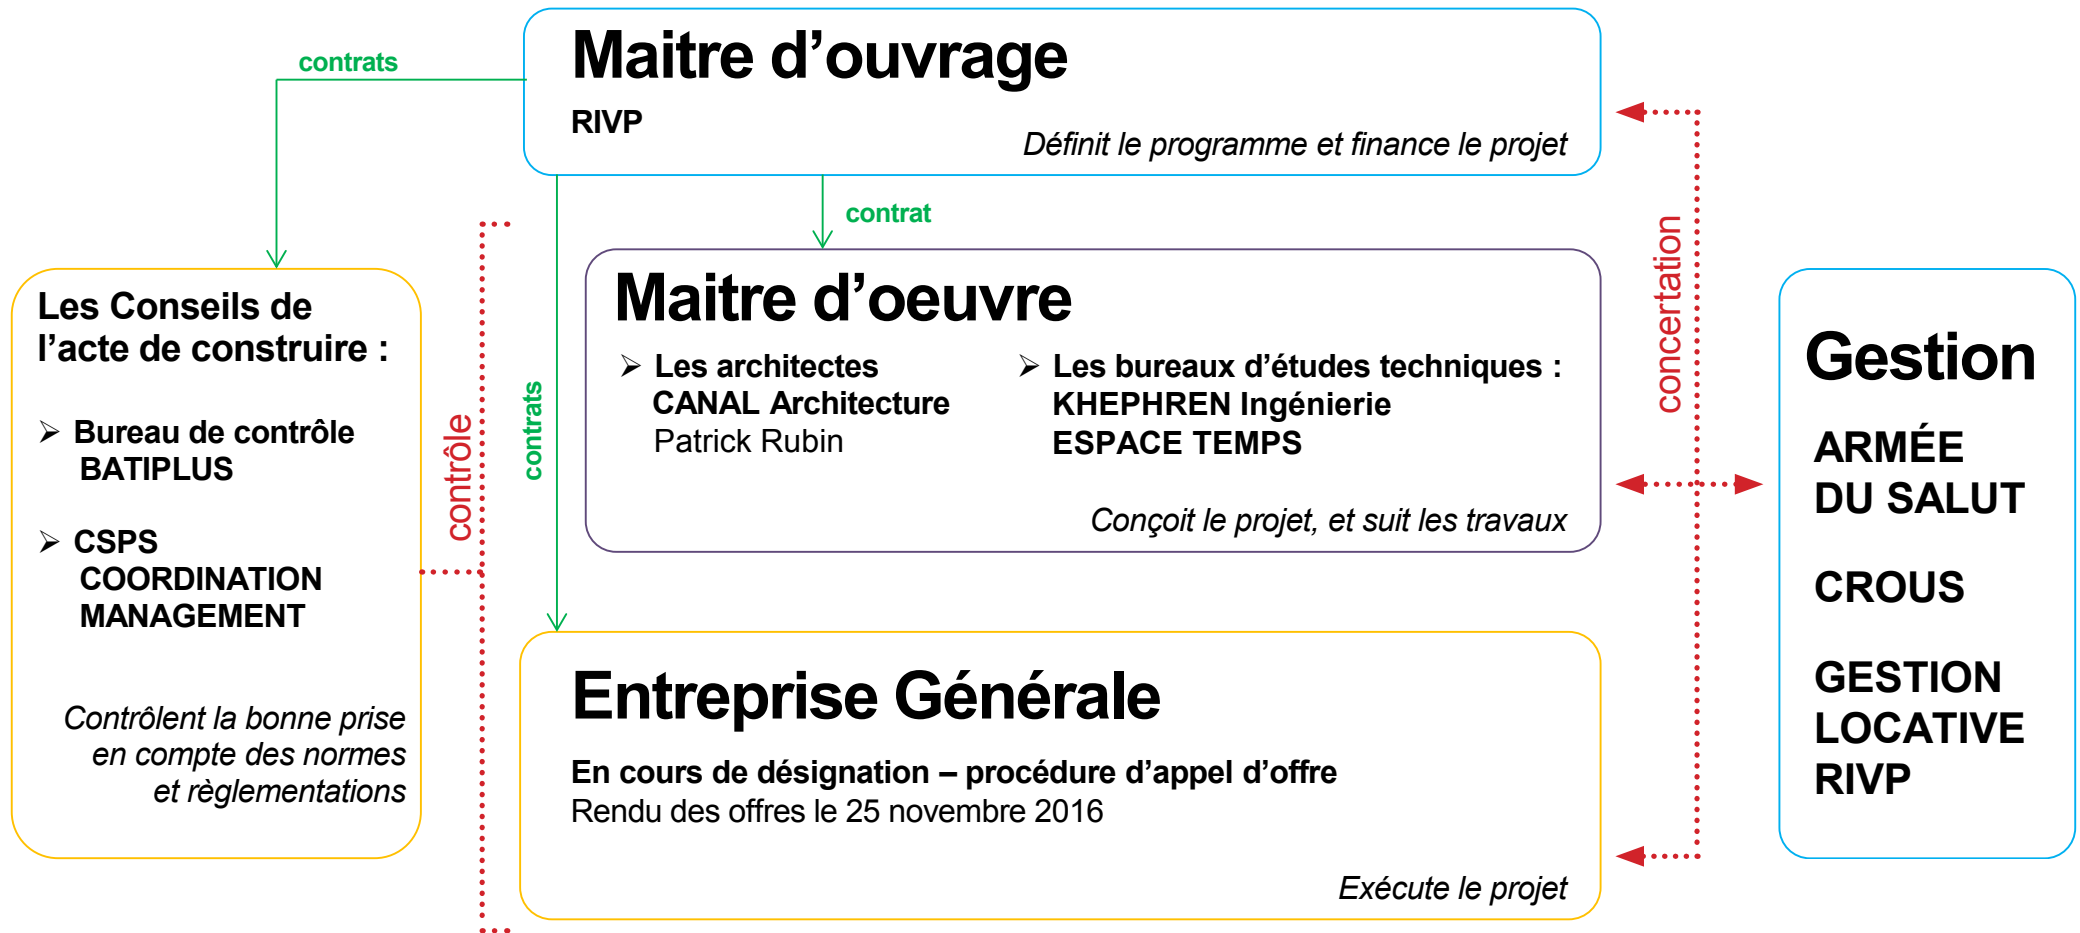 contrats
Maitre d’ouvrage
RIVP
Définit le programme et finance le projet
contrat
contrats
contrôle
concertation
Les Conseils de
l’acte de construire :
➢ Bureau de contrôle
BATIPLUS
➢ CSPS
COORDINATION
MANAGEMENT
Contrôlent la bonne prise
en compte des normes
et règlementations
Maitre d’oeuvre
➢ Les architectes
CANAL Architecture
Patrick Rubin
➢ Les bureaux d’études techniques :
KHEPHREN Ingénierie
ESPACE TEMPS
Conçoit le projet, et suit les travaux
Entreprise Générale
En cours de désignation – procédure d’appel d’offre
Rendu des offres le 25 novembre 2016
Exécute le projet
Gestion
ARMÉE
DU SALUT
CROUS
GESTION
LOCATIVE
RIVP